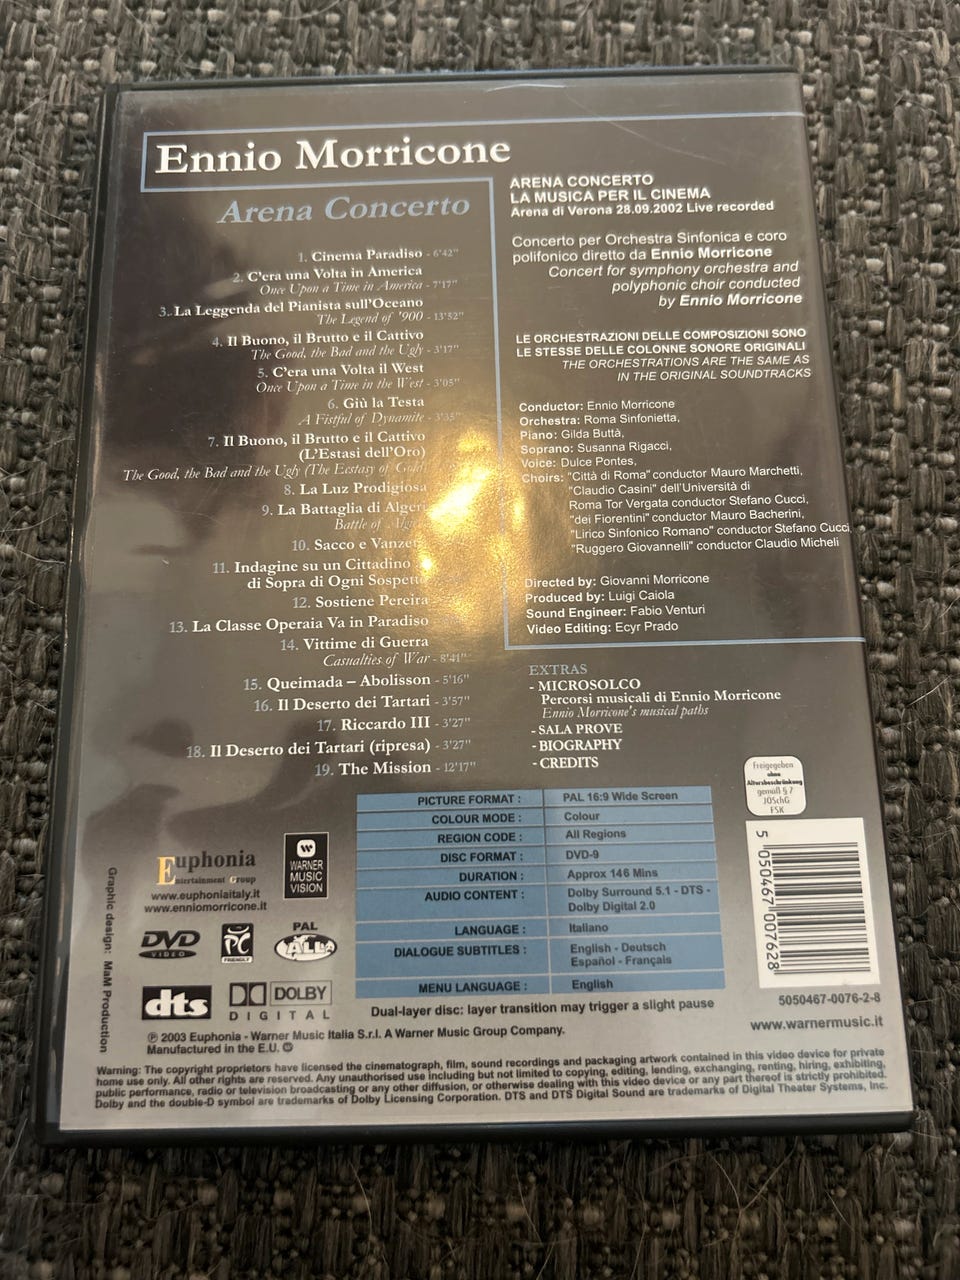 Ennio Morricone
Arena Concerto
1. Cinema Paradiso - 6'42"
2. C'era una Volta in America
Once Upon a Time in America - 7'17"
3. La Leggenda del Pianista sull'Oceano
The Legend of '900 - 13'52"
4. Il Buono, il Brutto e il Cattivo
The Good, the Bad and the Ugly - 3'17"
5. C'era una Volta il West
Once Upon a Time in the West - 3'05"
6. Giù la Testa
A Fistful of Dynamite - 3'35"
7. Il Buono, il Brutto e il Cattivo
(L'Estasi dell'Oro)
The Good, the Bad and the Ugly (The Ecstasy of Gold)
8. La Luz Prodigiosa
9. La Battaglia di Algeri
Battle of
10. Sacco e Vanzetti
11. Indagine su un Cittadino al
di Sopra di Ogni Sospetto
12. Sostiene Pereira
13. La Classe Operaia Va in Paradiso
14. Vittime di Guerra
Casualties of War - 8'41"
15. Queimada – Abolisson - 5'16"
16. Il Deserto dei Tartari - 3'57"
17. Riccardo III - 3'27"
18. Il Deserto dei Tartari (ripresa) - 3'27"
19. The Mission - 12'17"
ARENA CONCERTO
LA MUSICA PER IL CINEMA
Arena di Verona 28.09.2002 Live recorded
Concerto per Orchestra Sinfonica e coro
polifonico diretto da Ennio Morricone
Concert for symphony orchestra and
polyphonic choir conducted
by Ennio Morricone
LE ORCHESTRAZIONI DELLE COMPOSIZIONI SONO
LE STESSE DELLE COLONNE SONORE ORIGINALI
THE ORCHESTRATIONS ARE THE SAME AS
IN THE ORIGINAL SOUNDTRACKS
Conductor: Ennio Morricone
Orchestra: Roma Sinfonietta,
Piano: Gilda Buttà,
Soprano: Susanna Rigacci,
Voice: Dulce Pontes,
Choirs: "Città di Roma" conductor Mauro Marchetti,
"Claudio Casini" dell'Università di
Roma Tor Vergata conductor Stefano Cucci,
"dei Fiorentini" conductor Mauro Bacherini,
"Lirico Sinfonico Romano" conductor Stefano Cucci,
"Ruggero Giovannelli" conductor Claudio Micheli
Directed by: Giovanni Morricone
Produced by: Luigi Caiola
Sound Engineer: Fabio Venturi
Video Editing: Ecyr Prado
EXTRAS
- MICROSOLCO
Percorsi musicali di Ennio Morricone
Ennio Morricone's musical paths
- SALA PROVE
- BIOGRAPHY
- CREDITS
Freigegeben
ohne
Altersbeschränkung
gemäß § 7
JÖSchG
FSK
PICTURE FORMAT : PAL 16:9 Wide Screen
COLOUR MODE : Colour
REGION CODE : All Regions
DISC FORMAT : DVD-9
DURATION : Approx 146 Mins
AUDIO CONTENT : Dolby Surround 5.1 - DTS -
Dolby Digital 2.0
LANGUAGE : Italiano
DIALOGUE SUBTITLES : English - Deutsch
Español - Français
MENU LANGUAGE : English
Dual-layer disc: layer transition may trigger a slight pause
5 050467 007628
5050467-0076-2-8
www.warnermusic.it
Euphonia
Entertainment Group
www.euphoniaitaly.it
www.enniomorricone.it
WARNER
MUSIC
VISION
DVD
VIDEO
PC
FRIENDLY
PAL
ALL
dts
DOLBY
DIGITAL
Graphic design: MaM Production
℗ 2003 Euphonia - Warner Music Italia S.r.l. A Warner Music Group Company.
Manufactured in the E.U.
Warning: The copyright proprietors have licensed the cinematograph, film, sound recordings and packaging artwork contained in this video device for private
home use only. All other rights are reserved. Any unauthorised use including but not limited to copying, editing, lending, exchanging, renting, hiring, exhibiting,
public performance, radio or television broadcasting or any other diffusion, or otherwise dealing with this video device or any part thereof is strictly prohibited.
Dolby and the double-D symbol are trademarks of Dolby Licensing Corporation. DTS and DTS Digital Sound are trademarks of Digital Theater Systems, Inc.